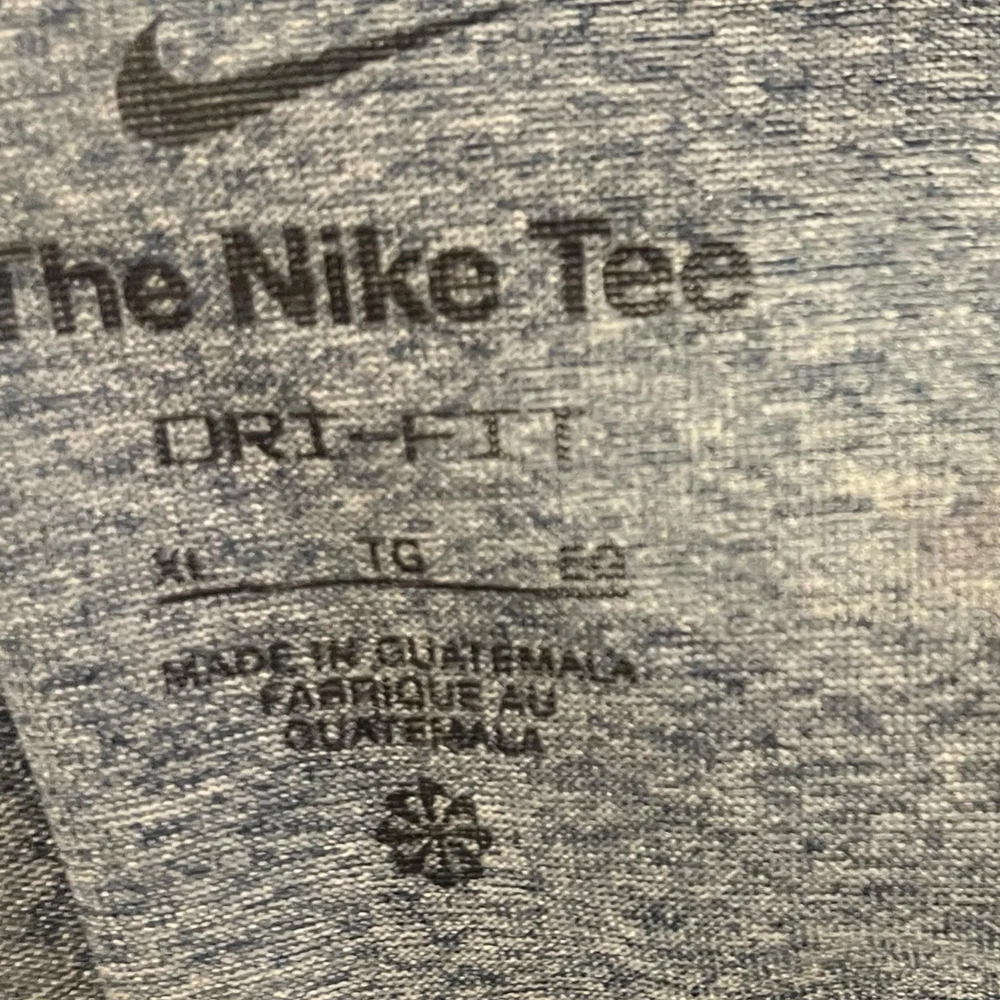 The Nike Tee
DRI-FIT
XL TG EG
MADE IN GUATEMALA
FABRIQUE AU
GUATEMALA